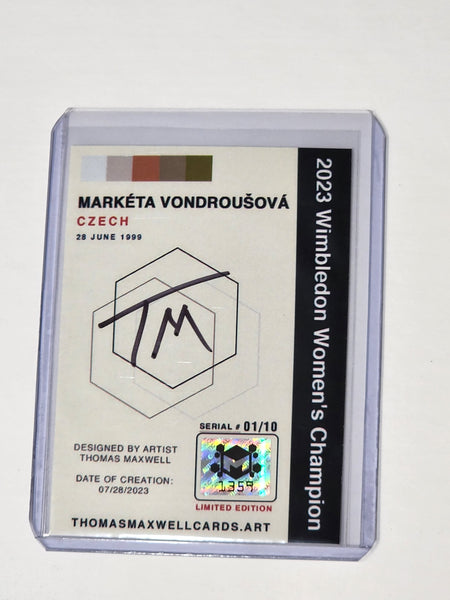 MARKÉTA VONDROUŠOVÁ
CZECH
28 JUNE 1999
2023 Wimbledon Women's Champion
TM
SERIAL # 01/10
DESIGNED BY ARTIST
THOMAS MAXWELL
DATE OF CREATION:
07/28/2023
1359
LIMITED EDITION
THOMASMAXWELLCARDS.ART